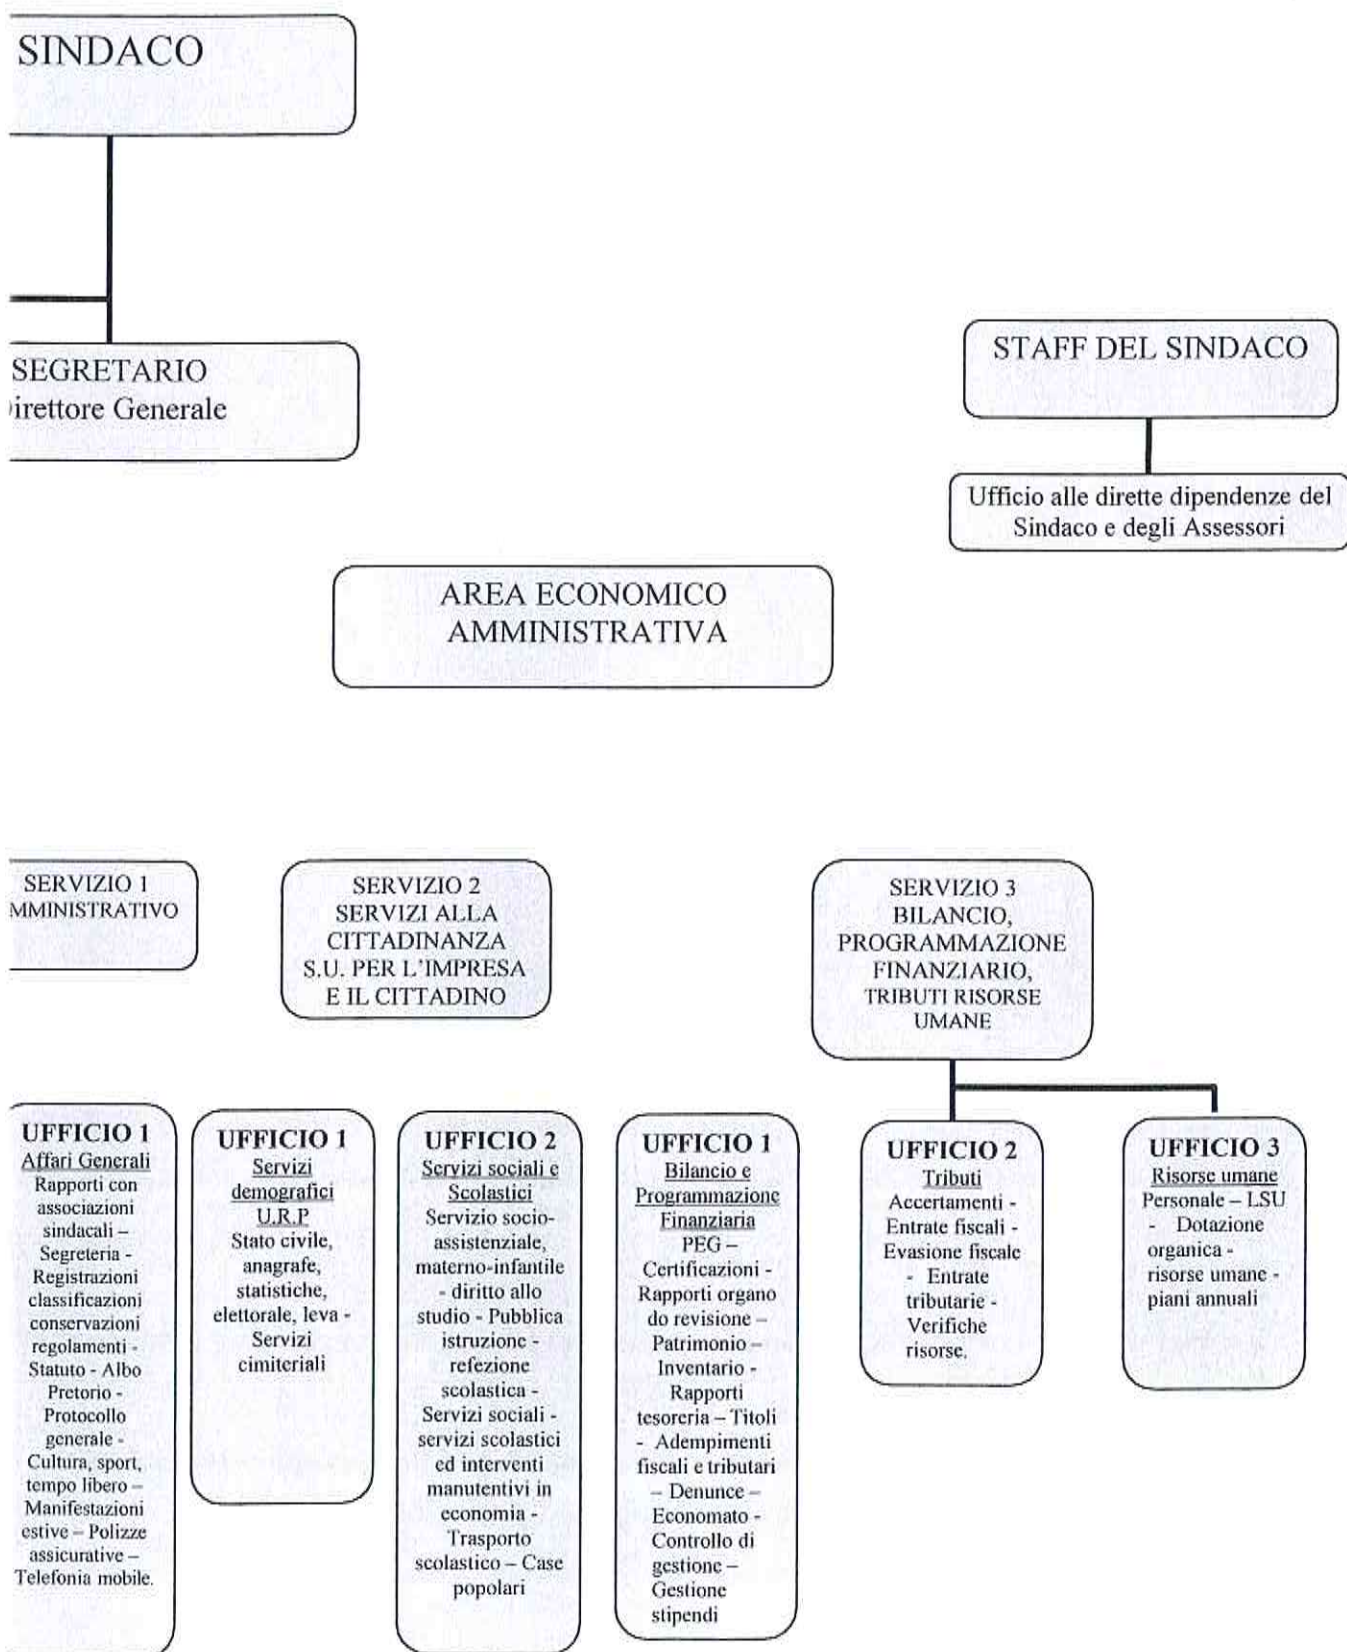 SINDACO
SEGRETARIO
irettore Generale
STAFF DEL SINDACO
Ufficio alle dirette dipendenze del
Sindaco e degli Assessori
AREA ECONOMICO
AMMINISTRATIVA
SERVIZIO 1
MMINISTRATIVO
SERVIZIO 2
SERVIZI ALLA
CITTADINANZA
S.U. PER L'IMPRESA
E IL CITTADINO
SERVIZIO 3
BILANCIO,
PROGRAMMAZIONE
FINANZIARIO,
TRIBUTI RISORSE
UMANE
UFFICIO 1
Affari Generali
Rapporti con
associazioni
sindacali –
Segreteria -
Registrazioni
classificazioni
conservazioni
regolamenti -
Statuto - Albo
Pretorio -
Protocollo
generale -
Cultura, sport,
tempo libero –
Manifestazioni
estive – Polizze
assicurative –
Telefonia mobile.
UFFICIO 1
Servizi
demografici
U.R.P
Stato civile,
anagrafe,
statistiche,
elettorale, leva -
Servizi
cimiteriali
UFFICIO 2
Servizi sociali e
Scolastici
Servizio socio-
assistenziale,
materno-infantile
- diritto allo
studio - Pubblica
istruzione -
refezione
scolastica -
Servizi sociali -
servizi scolastici
ed interventi
manutentivi in
economia -
Trasporto
scolastico – Case
popolari
UFFICIO 1
Bilancio e
Programmazione
Finanziaria
PEG –
Certificazioni -
Rapporti organo
do revisione –
Patrimonio –
Inventario -
Rapporti
tesoreria – Titoli
- Adempimenti
fiscali e tributari
– Denunce –
Economato -
Controllo di
gestione –
Gestione
stipendi
UFFICIO 2
Tributi
Accertamenti -
Entrate fiscali -
Evasione fiscale
- Entrate
tributarie -
Verifiche
risorse.
UFFICIO 3
Risorse umane
Personale – LSU
- Dotazione
organica -
risorse umane -
piani annuali